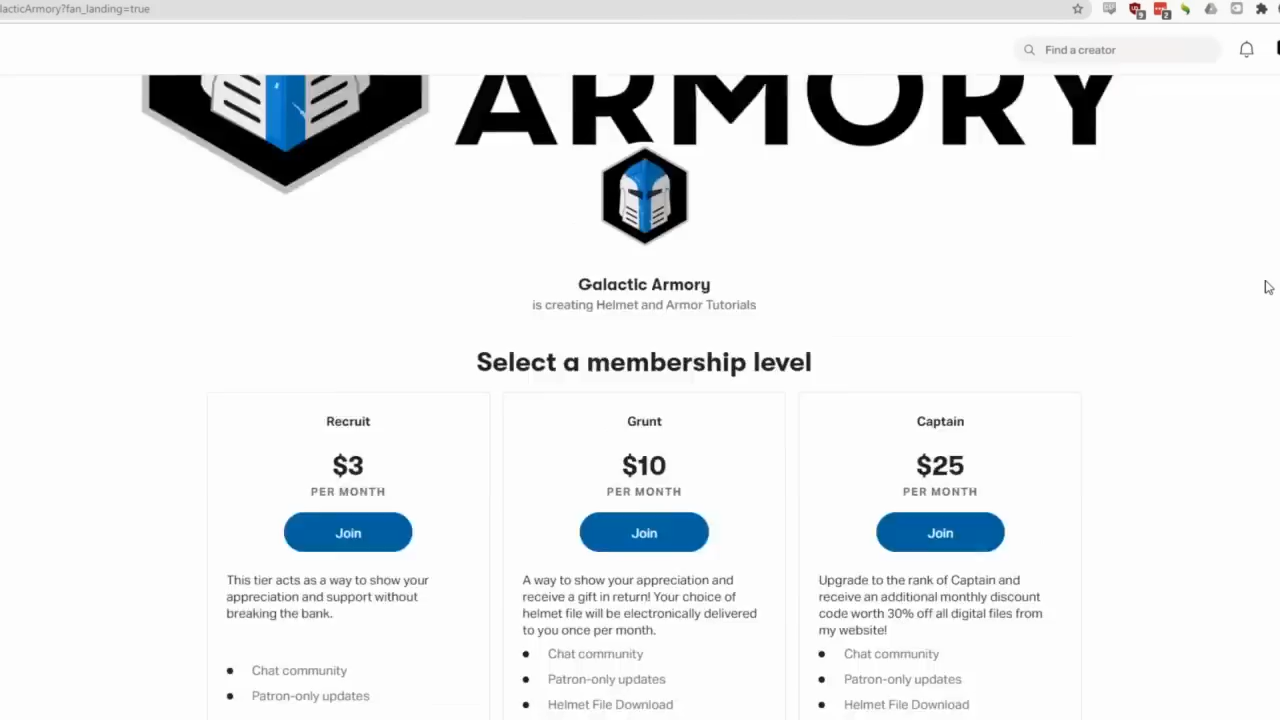 lacticArmory?fan_landing=true
9
2
Find a creator
ARMORY
Galactic Armory
is creating Helmet and Armor Tutorials
Select a membership level
Recruit
$3
PER MONTH
Join
This tier acts as a way to show your
appreciation and support without
breaking the bank.
Chat community
Patron-only updates
Grunt
$10
PER MONTH
Join
A way to show your appreciation and
receive a gift in return! Your choice of
helmet file will be electronically delivered
to you once per month.
Chat community
Patron-only updates
Helmet File Download
Captain
$25
PER MONTH
Join
Upgrade to the rank of Captain and
receive an additional monthly discount
code worth 30% off all digital files from
my website!
Chat community
Patron-only updates
Helmet File Download